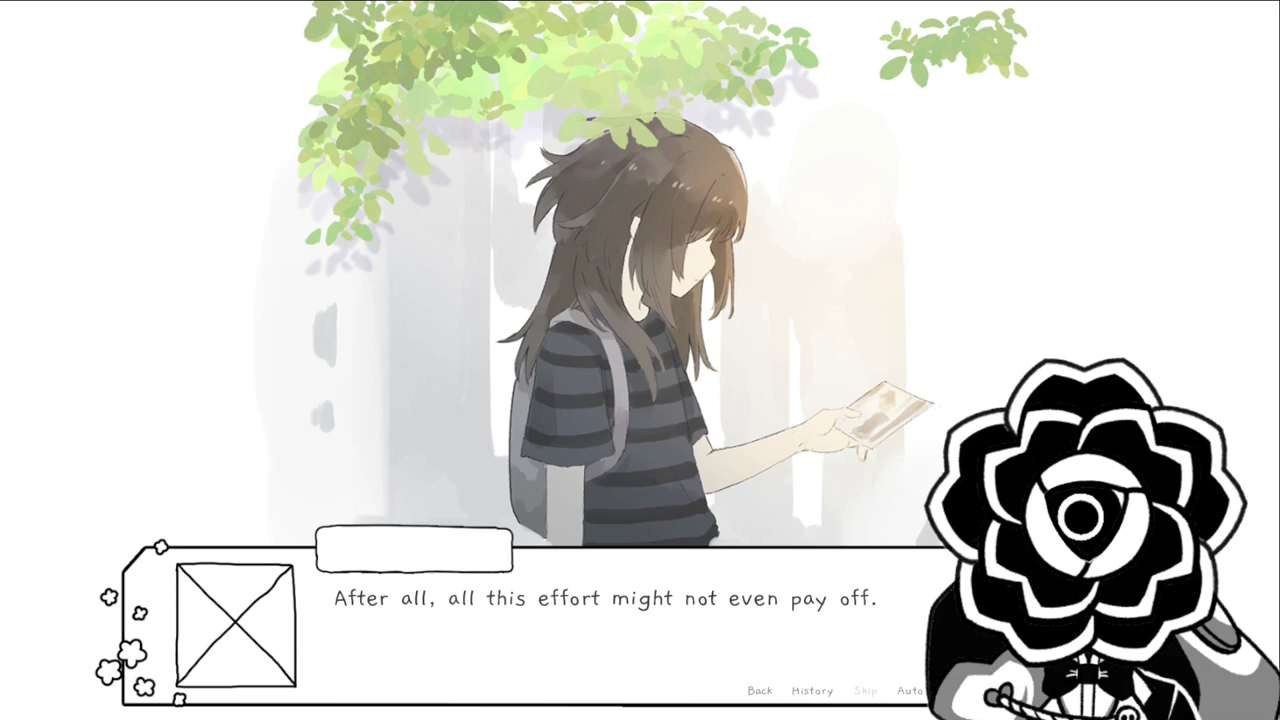 After all, all this effort might not even pay off.
Back History Skip Auto